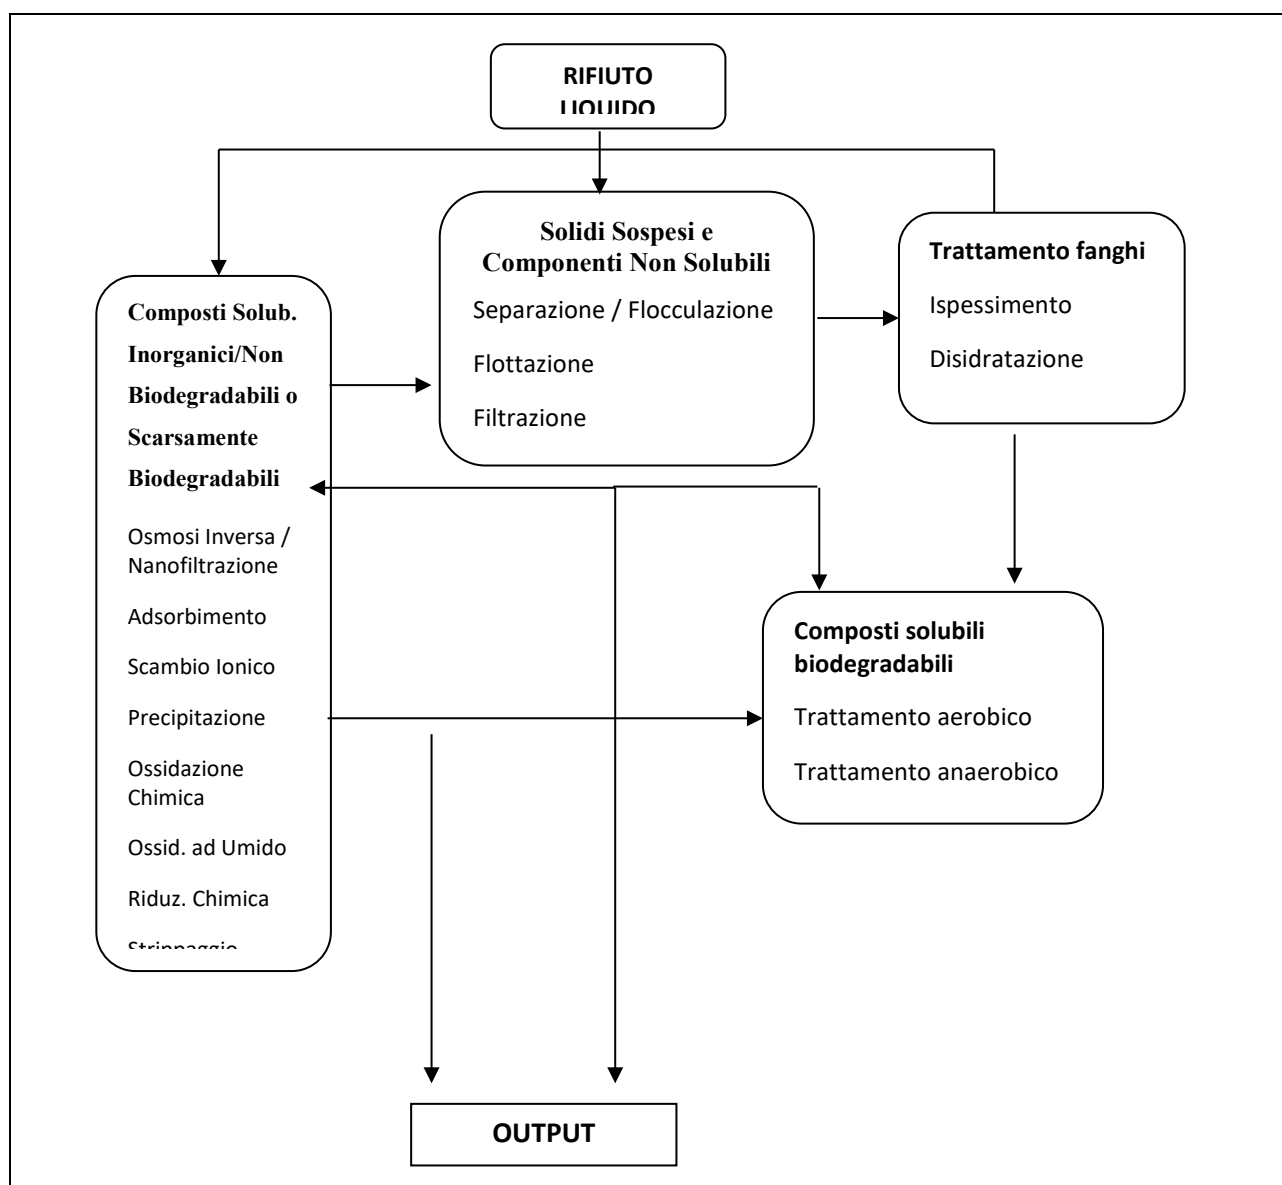 RIFIUTO
LIQUIDO
Solidi Sospesi e
Componenti Non Solubili
Separazione / Flocculazione
Flottazione
Filtrazione
Trattamento fanghi
Ispessimento
Disidratazione
Composti Solub.
Inorganici/Non
Biodegradabili o
Scarsamente
Biodegradabili
Osmosi Inversa /
Nanofiltrazione
Adsorbimento
Scambio Ionico
Precipitazione
Ossidazione
Chimica
Ossid. ad Umido
Riduz. Chimica
Strippaggio
Composti solubili
biodegradabili
Trattamento aerobico
Trattamento anaerobico
OUTPUT